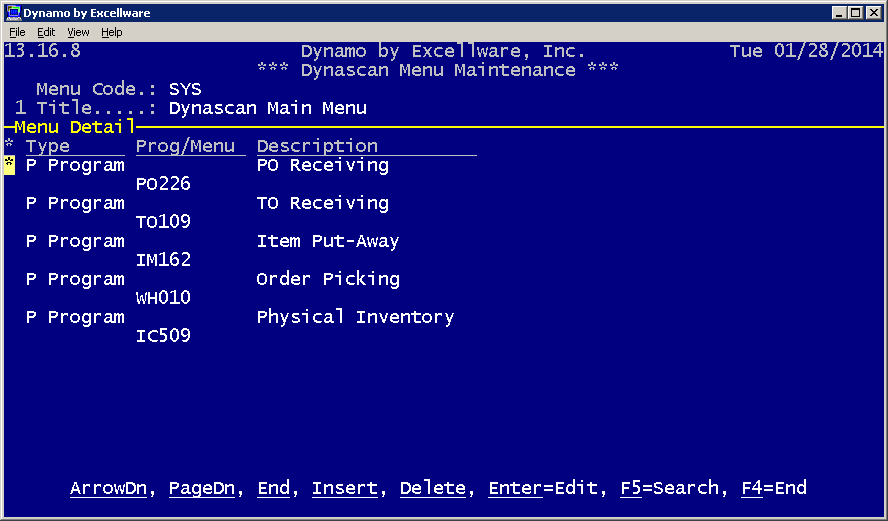 Dynamo by Excellware
File Edit View Help
13.16.8 Dynamo by Excellware, Inc. Tue 01/28/2014
*** Dynascan Menu Maintenance ***
Menu Code.: SYS
1 Title.....: Dynascan Main Menu
Menu Detail
* Type Prog/Menu Description
* P Program PO Receiving
PO226
P Program TO Receiving
TO109
P Program Item Put-Away
IM162
P Program Order Picking
WH010
P Program Physical Inventory
IC509
ArrowDn, PageDn, End, Insert, Delete, Enter=Edit, F5=Search, F4=End